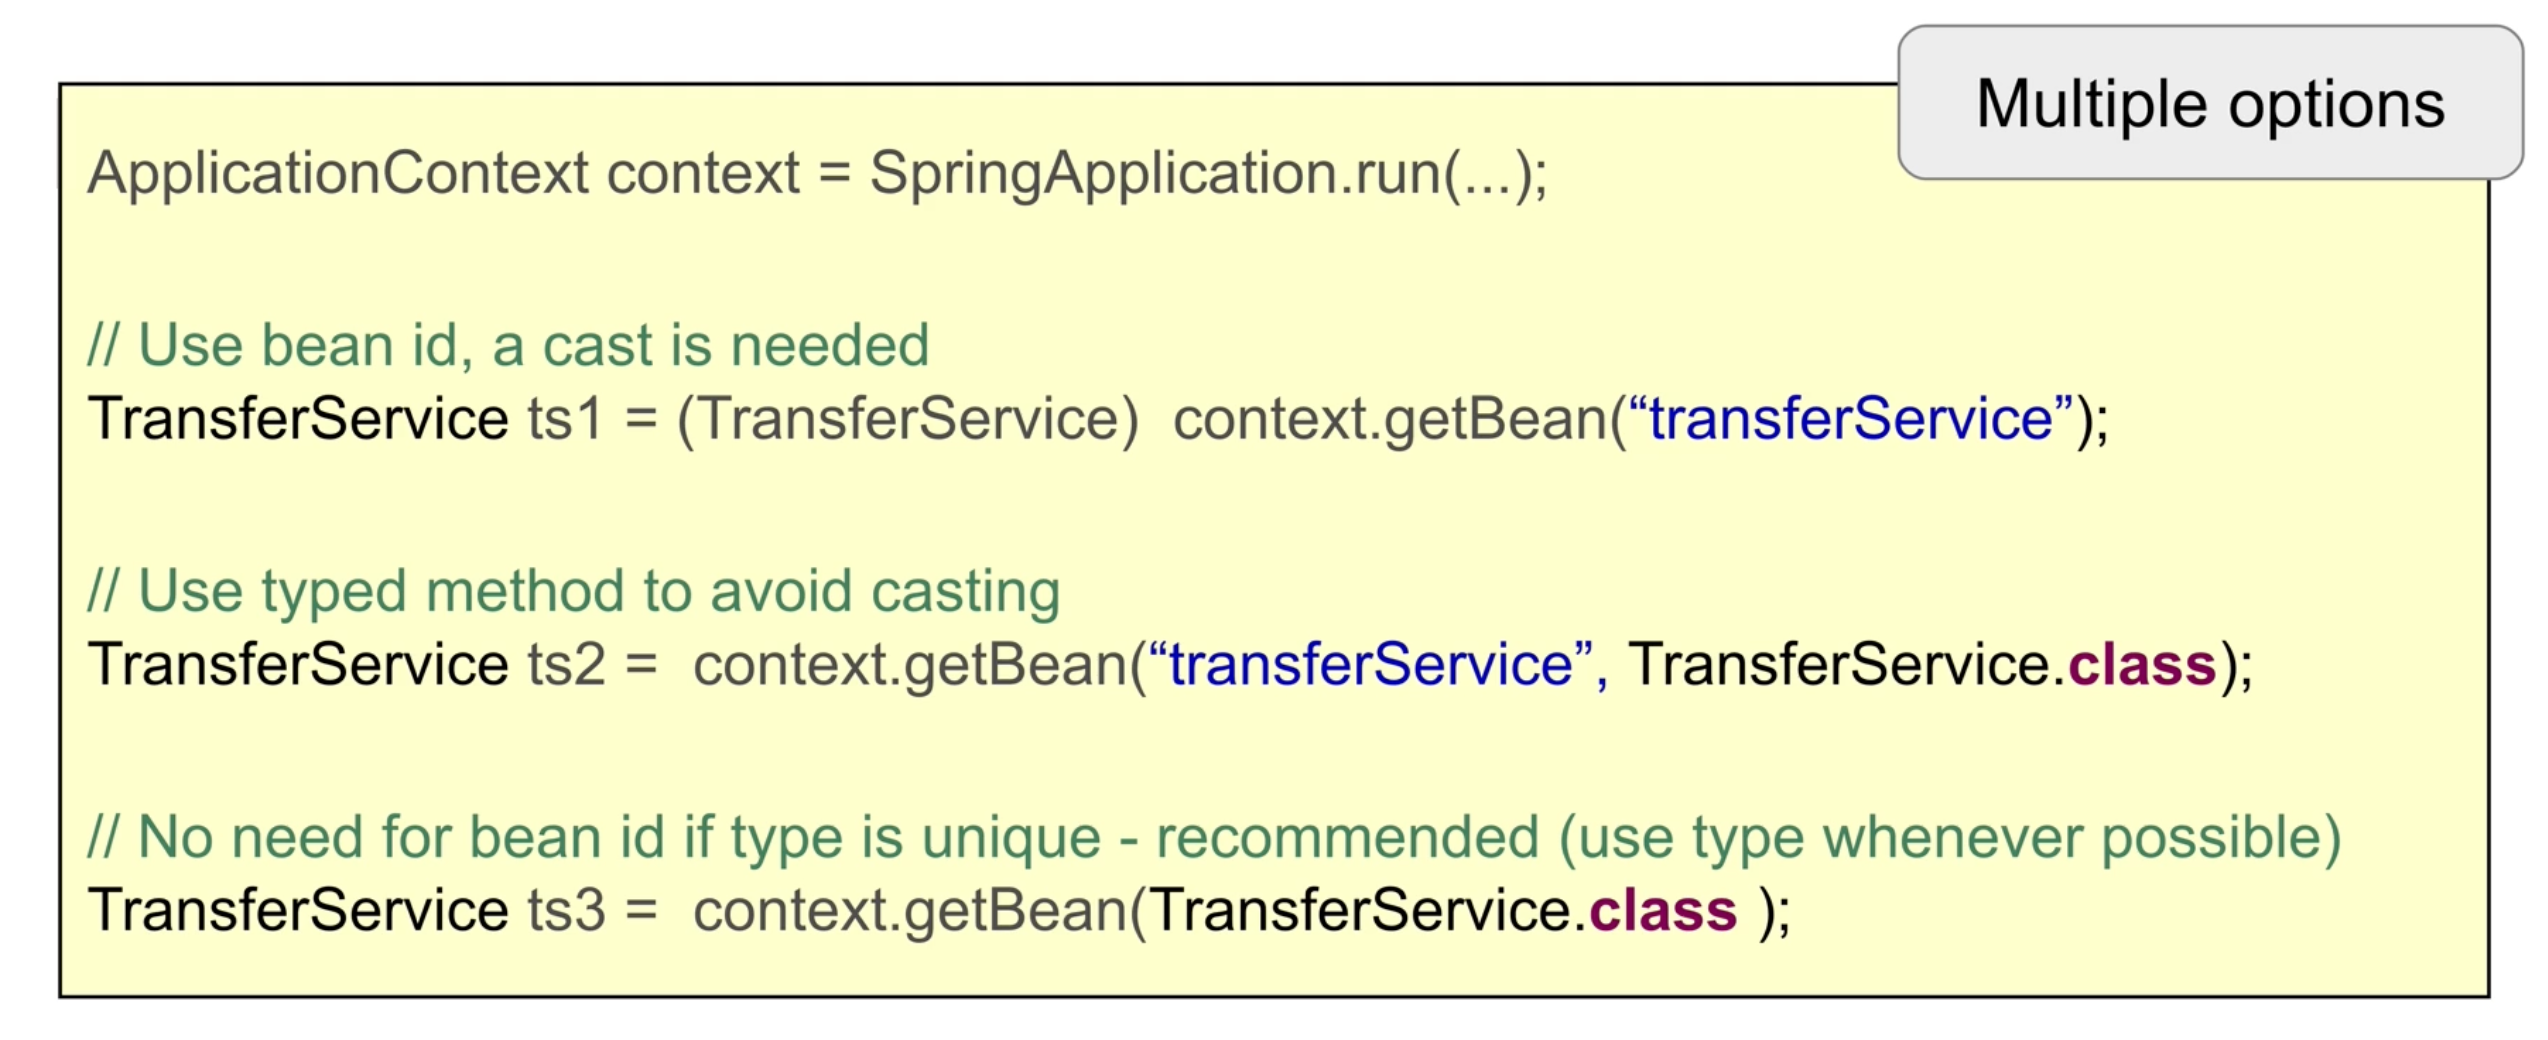 Multiple options
ApplicationContext context = SpringApplication.run(...);
// Use bean id, a cast is needed
TransferService ts1 = (TransferService)  context.getBean(“transferService”);
// Use typed method to avoid casting
TransferService ts2 =  context.getBean(“transferService”, TransferService.class);
// No need for bean id if type is unique - recommended (use type whenever possible)
TransferService ts3 =  context.getBean(TransferService.class );